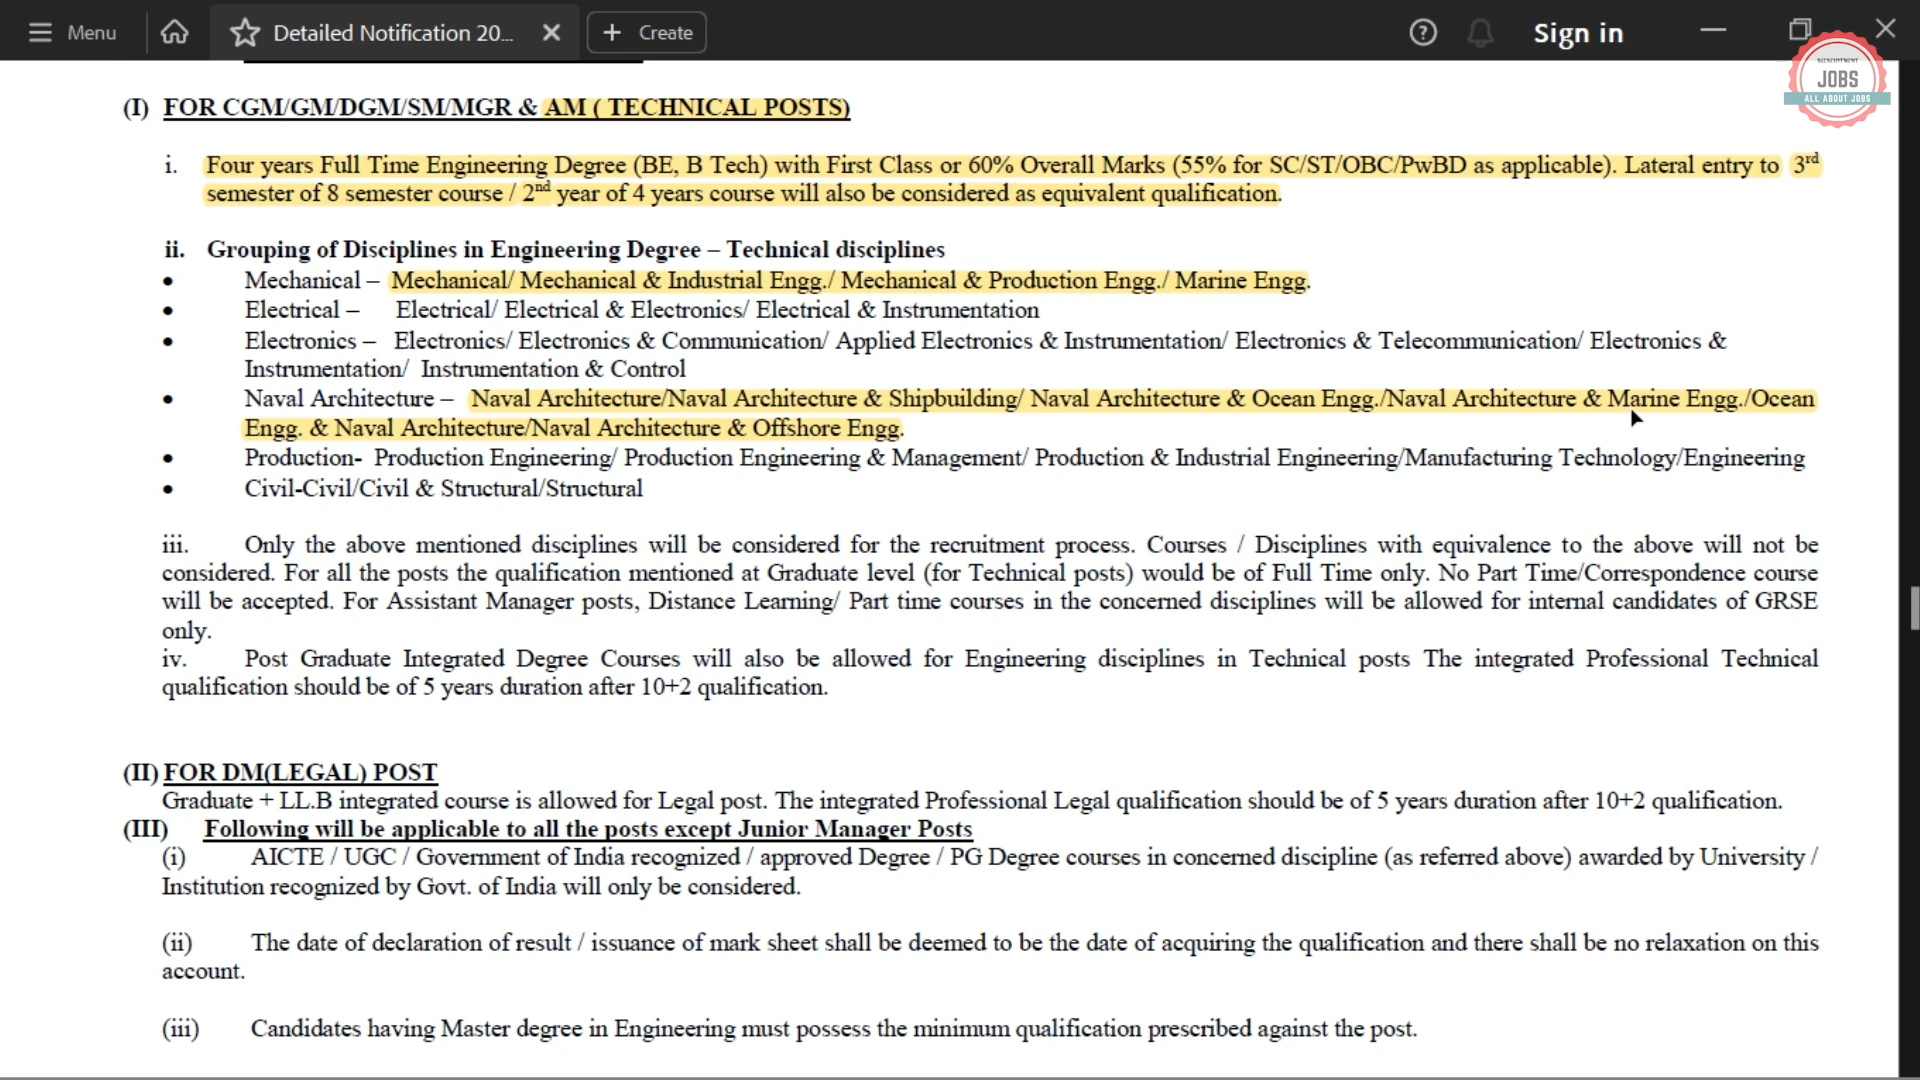 Menu
Detailed Notification 20...
Create
Sign in
RECRUITMENT
JOBS
ALL ABOUT JOBS
(I) FOR CGM/GM/DGM/SM/MGR & AM ( TECHNICAL POSTS)
i. Four years Full Time Engineering Degree (BE, B Tech) with First Class or 60% Overall Marks (55% for SC/ST/OBC/PwBD as applicable). Lateral entry to 3rd
semester of 8 semester course / 2nd year of 4 years course will also be considered as equivalent qualification.
ii. Grouping of Disciplines in Engineering Degree – Technical disciplines
• Mechanical – Mechanical/ Mechanical & Industrial Engg./ Mechanical & Production Engg./ Marine Engg.
• Electrical – Electrical/ Electrical & Electronics/ Electrical & Instrumentation
• Electronics – Electronics/ Electronics & Communication/ Applied Electronics & Instrumentation/ Electronics & Telecommunication/ Electronics &
Instrumentation/ Instrumentation & Control
• Naval Architecture – Naval Architecture/Naval Architecture & Shipbuilding/ Naval Architecture & Ocean Engg./Naval Architecture & Marine Engg./Ocean
Engg. & Naval Architecture/Naval Architecture & Offshore Engg.
• Production- Production Engineering/ Production Engineering & Management/ Production & Industrial Engineering/Manufacturing Technology/Engineering
• Civil-Civil/Civil & Structural/Structural
iii. Only the above mentioned disciplines will be considered for the recruitment process. Courses / Disciplines with equivalence to the above will not be
considered. For all the posts the qualification mentioned at Graduate level (for Technical posts) would be of Full Time only. No Part Time/Correspondence course
will be accepted. For Assistant Manager posts, Distance Learning/ Part time courses in the concerned disciplines will be allowed for internal candidates of GRSE
only.
iv. Post Graduate Integrated Degree Courses will also be allowed for Engineering disciplines in Technical posts The integrated Professional Technical
qualification should be of 5 years duration after 10+2 qualification.
(II) FOR DM(LEGAL) POST
Graduate + LL.B integrated course is allowed for Legal post. The integrated Professional Legal qualification should be of 5 years duration after 10+2 qualification.
(III) Following will be applicable to all the posts except Junior Manager Posts
(i) AICTE / UGC / Government of India recognized / approved Degree / PG Degree courses in concerned discipline (as referred above) awarded by University /
Institution recognized by Govt. of India will only be considered.
(ii) The date of declaration of result / issuance of mark sheet shall be deemed to be the date of acquiring the qualification and there shall be no relaxation on this
account.
(iii) Candidates having Master degree in Engineering must possess the minimum qualification prescribed against the post.